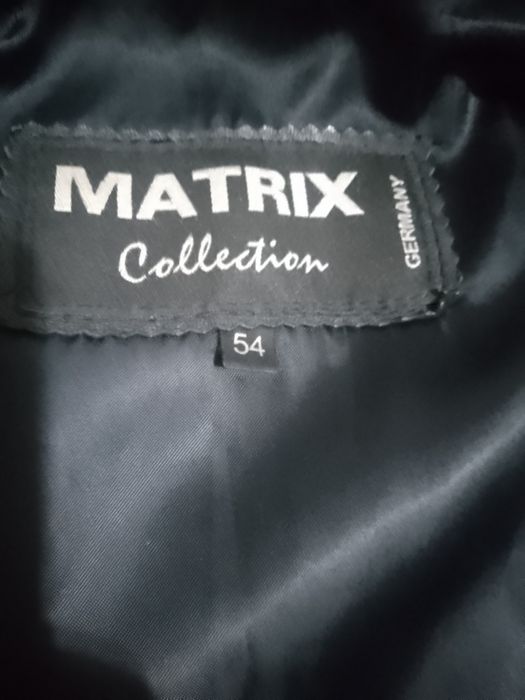 MATRIX
Collection
GERMANY
54